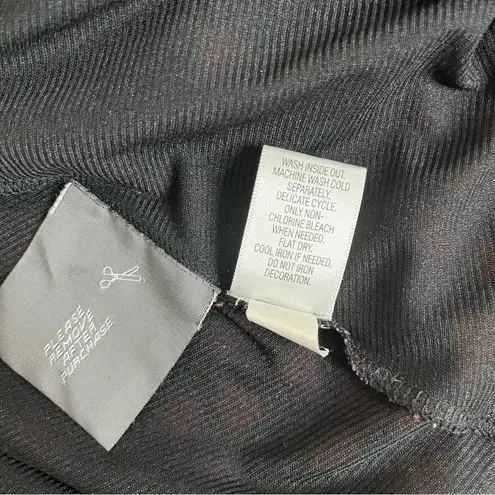 WASH INSIDE OUT.
MACHINE WASH COLD
SEPARATELY.
DELICATE CYCLE.
ONLY NON-
CHLORINE BLEACH
WHEN NEEDED.
FLAT DRY.
COOL IRON IF NEEDED.
DO NOT IRON
DECORATION.
PLEASE
REMOVE
AFTER
PURCHASE